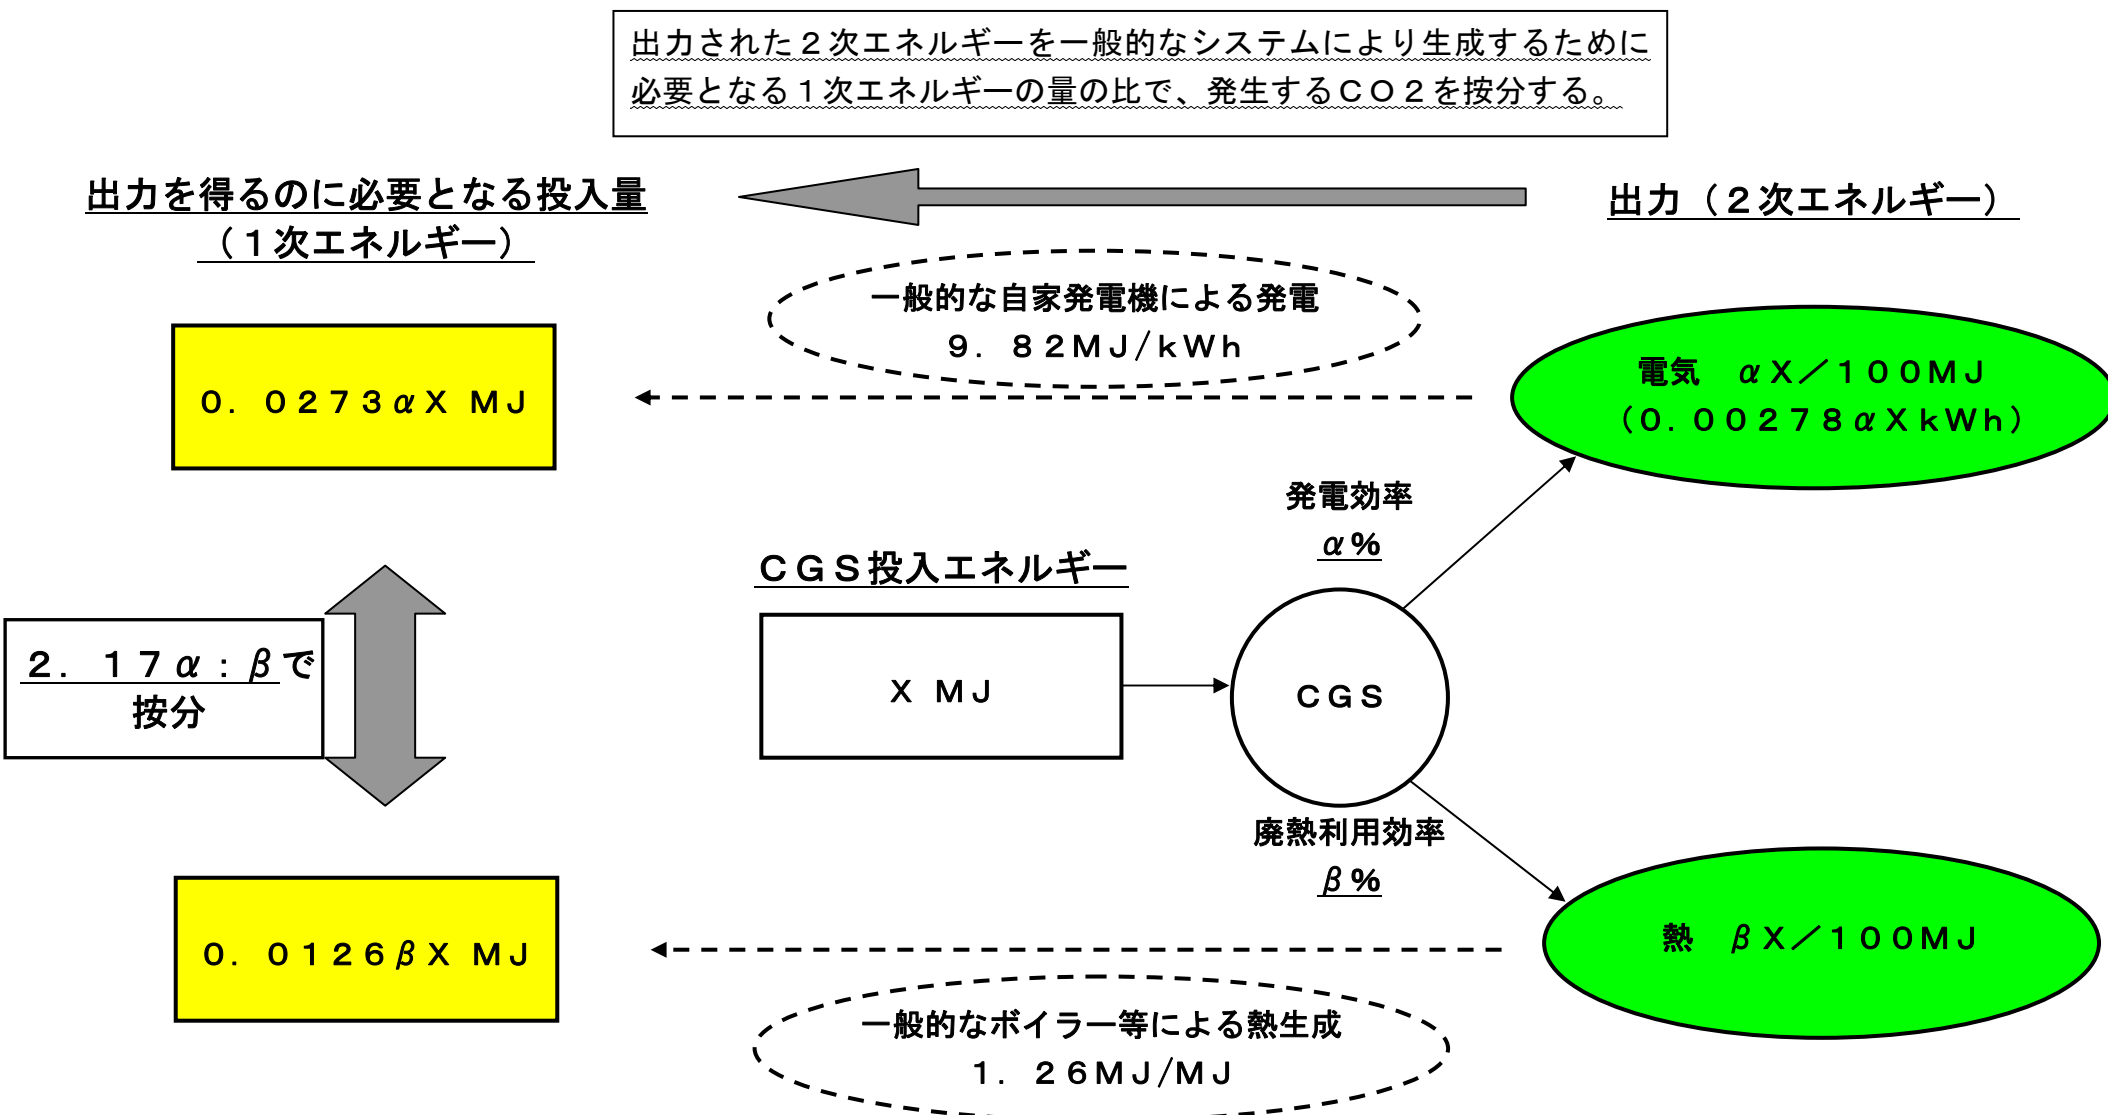 出力された２次エネルギーを一般的なシステムにより生成するために
必要となる１次エネルギーの量の比で、発生するＣＯ２を按分する。
出力を得るのに必要となる投入量
（１次エネルギー）
出力（２次エネルギー）
一般的な自家発電機による発電
９．８２ＭＪ/ｋＷｈ
０．０２７３αＸ ＭＪ
電気　αＸ／１００ＭＪ
（０．００２７８αＸｋＷｈ）
発電効率
α％
ＣＧＳ投入エネルギー
２．１７α：βで
按分
Ｘ ＭＪ
ＣＧＳ
廃熱利用効率
β％
０．０１２６βＸ ＭＪ
熱　βＸ／１００ＭＪ
一般的なボイラー等による熱生成
１．２６ＭＪ/ＭＪ